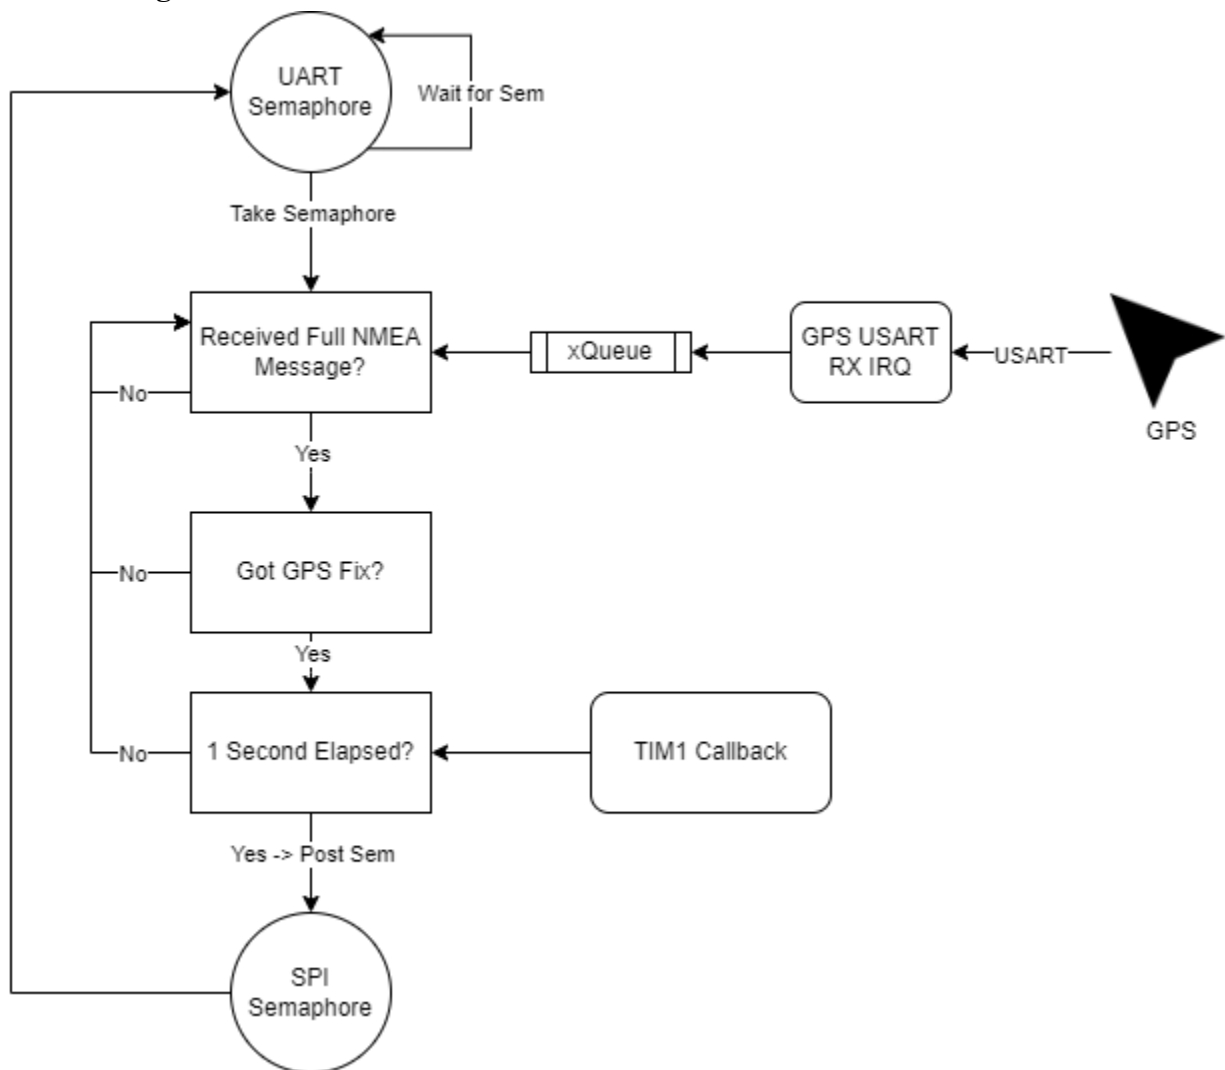 UART
Semaphore
Wait for Sem
Take Semaphore
Received Full NMEA
Message?
xQueue
GPS USART
RX IRQ
USART
GPS
No
Yes
Got GPS Fix?
No
Yes
1 Second Elapsed?
TIM1 Callback
No
Yes -> Post Sem
SPI
Semaphore